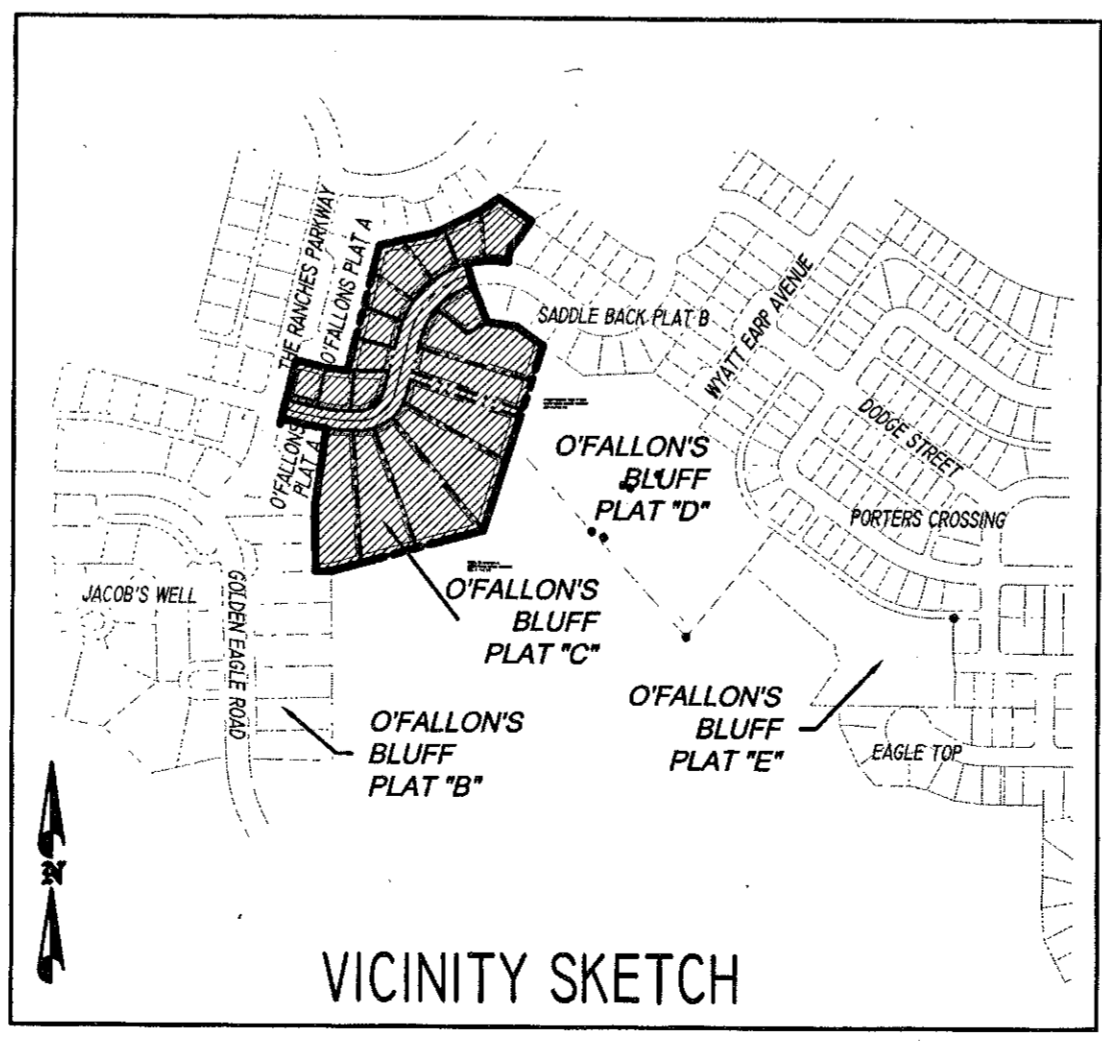 THE RANCHES PARKWAY
O'FALLONS PLAT A
SADDLE BACK PLAT B
WYATT EARP AVENUE
O'FALLONS
PLAT A
DODGE STREET
O'FALLON'S
BLUFF
PLAT "D"
PORTERS CROSSING
JACOB'S WELL
GOLDEN EAGLE ROAD
O'FALLON'S
BLUFF
PLAT "C"
O'FALLON'S
BLUFF
PLAT "B"
O'FALLON'S
BLUFF
PLAT "E"
EAGLE TOP
VICINITY SKETCH